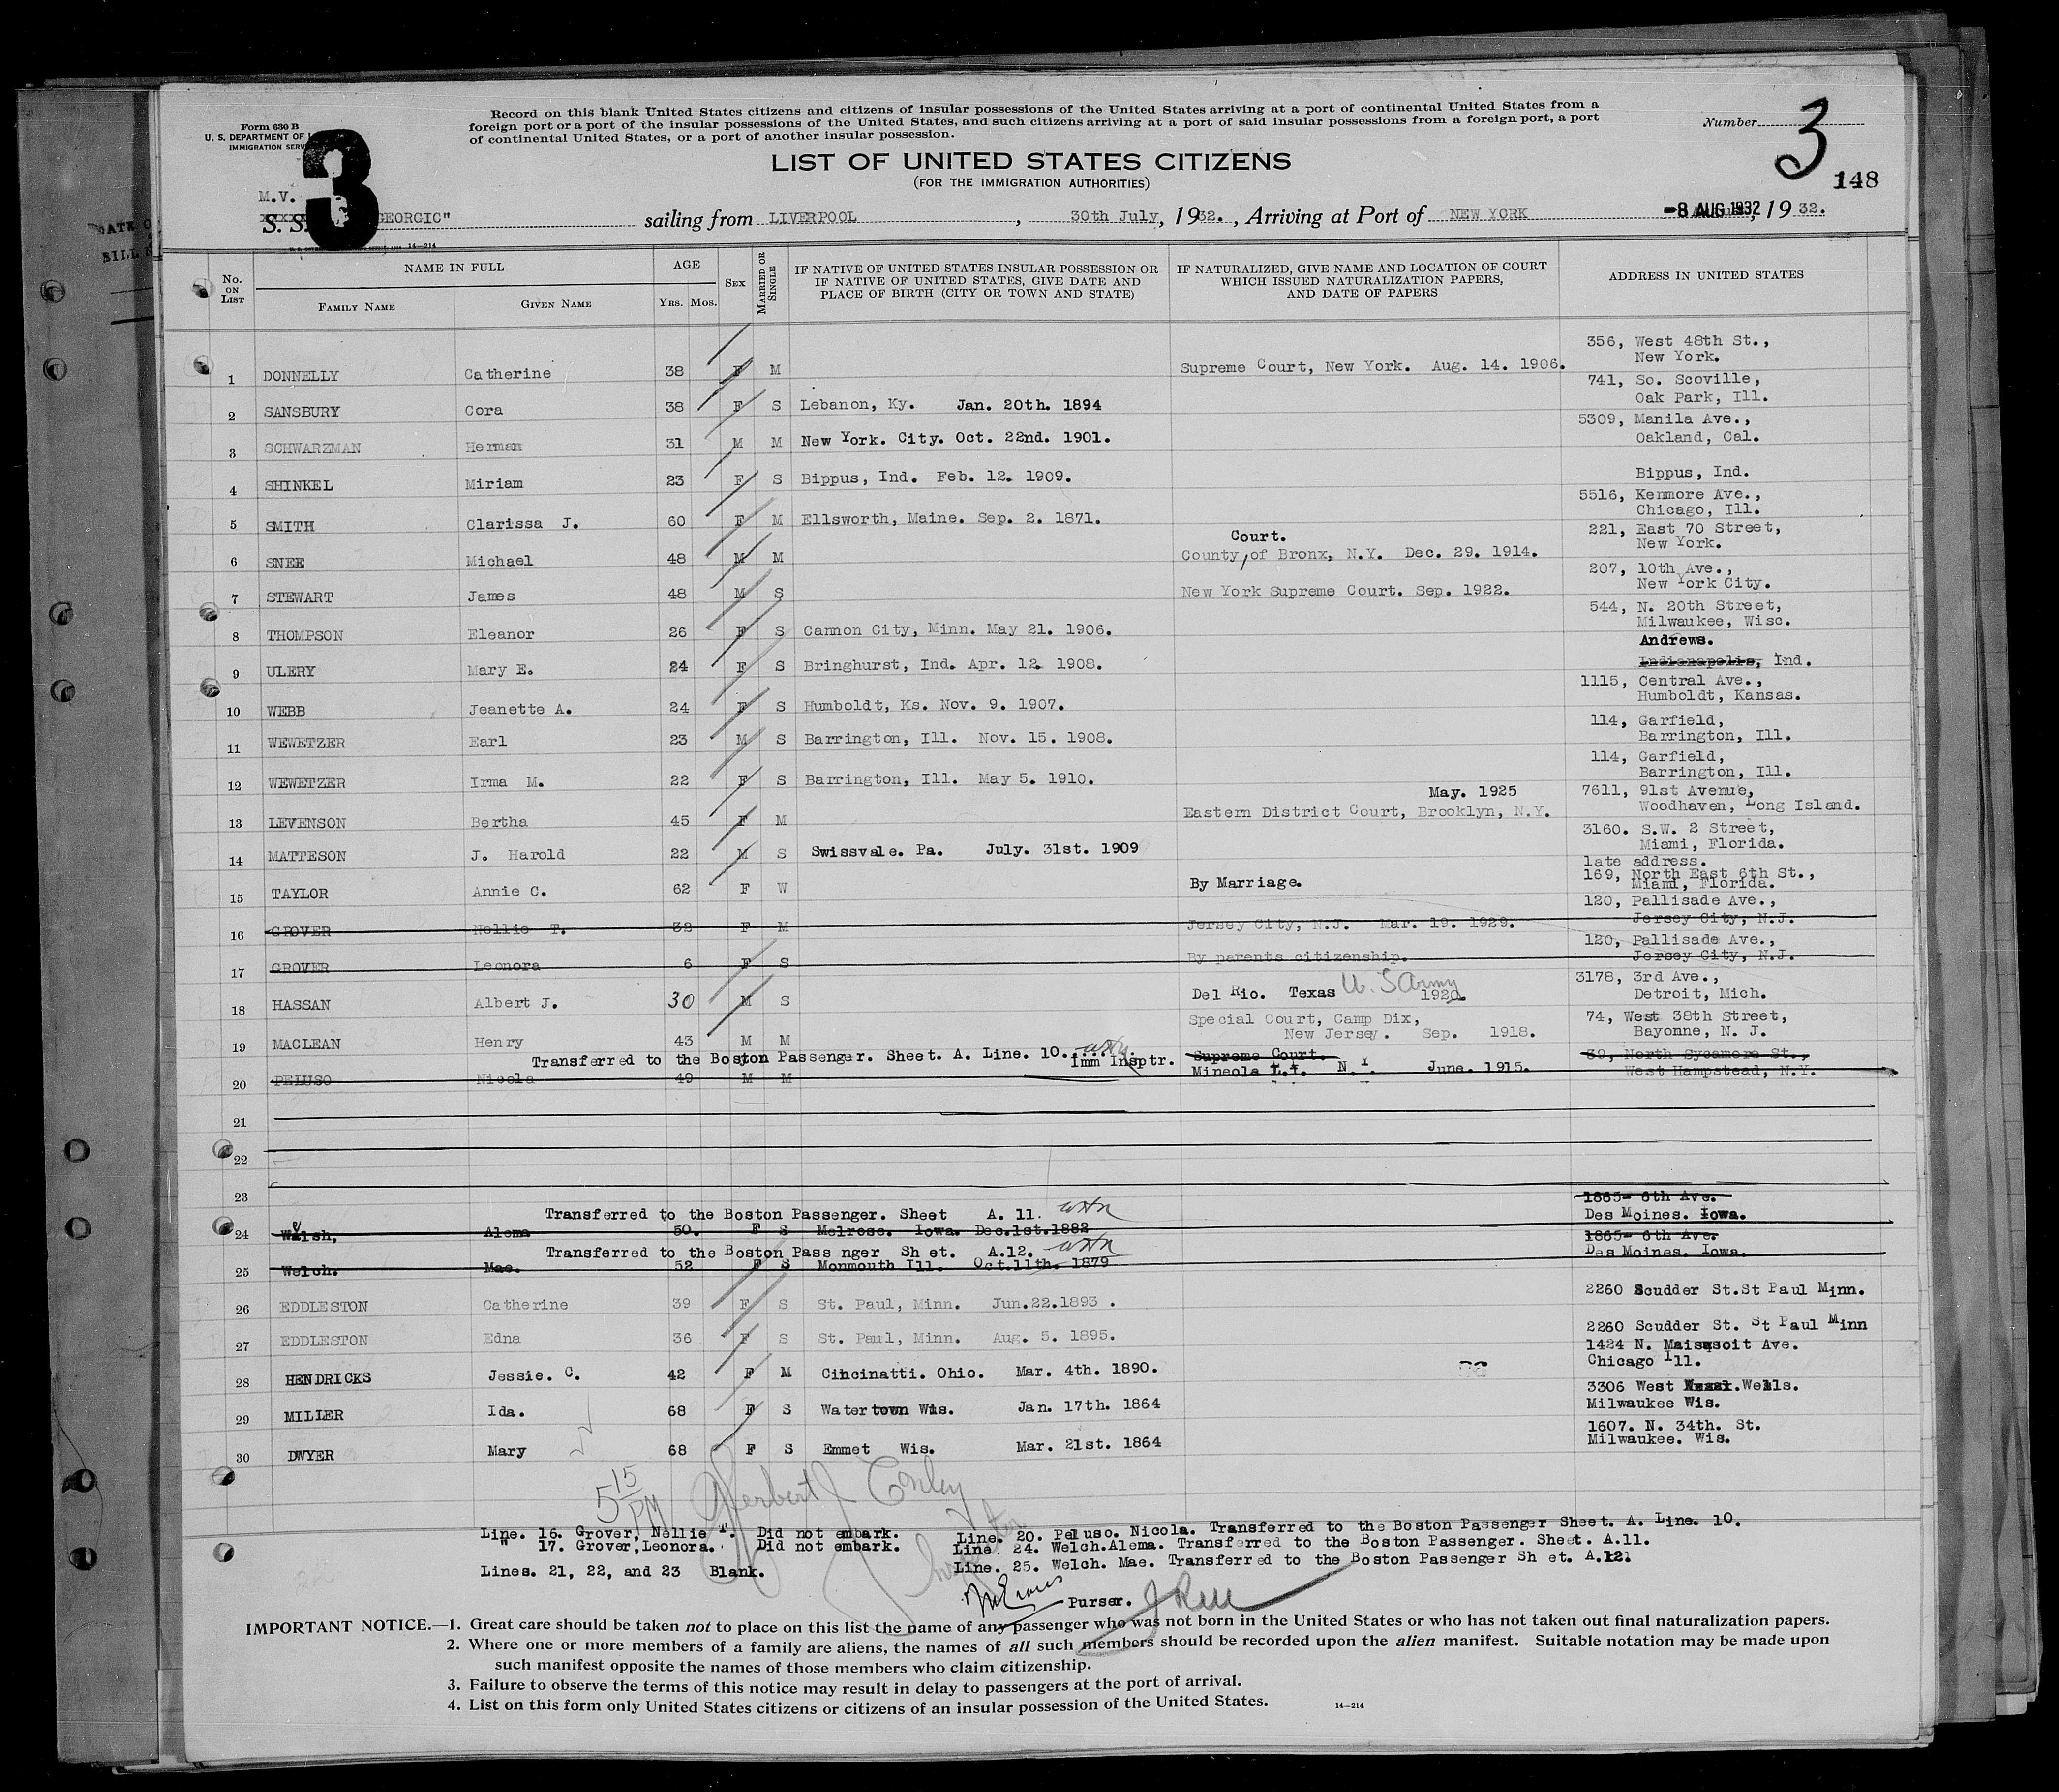 Form 630 B
U. S. DEPARTMENT OF
IMMIGRATION SERV
3
Record on this blank United States citizens and citizens of insular possessions of the United States arriving at a port of continental United States from a
foreign port or a port of the insular possessions of the United States, and such citizens arriving at a port of said insular possessions from a foreign port, a port
of continental United States, or a port of another insular possession.
Number 3
LIST OF UNITED STATES CITIZENS
(FOR THE IMMIGRATION AUTHORITIES)
148
M.V.
S. S. GEORGIC" sailing from LIVERPOOL, 30th July, 1932., Arriving at Port of NEW YORK -8 AUG 1932, 1932.
14—214
No. ON LIST
NAME IN FULL
FAMILY NAME GIVEN NAME
AGE
YRS. MOS.
SEX
MARRIED OR SINGLE
IF NATIVE OF UNITED STATES INSULAR POSSESSION OR
IF NATIVE OF UNITED STATES, GIVE DATE AND
PLACE OF BIRTH (CITY OR TOWN AND STATE)
IF NATURALIZED, GIVE NAME AND LOCATION OF COURT
WHICH ISSUED NATURALIZATION PAPERS,
AND DATE OF PAPERS
ADDRESS IN UNITED STATES
356, West 48th St.,
New York.
1 DONNELLY Catherine 38 F M Supreme Court, New York. Aug. 14. 1906.
741, So. Scoville,
Oak Park, Ill.
2 SANSBURY Cora 38 F S Lebanon, Ky. Jan. 20th. 1894
5309, Manila Ave.,
Oakland, Cal.
3 SCHWARZMAN Herman 31 M M New York. City. Oct. 22nd. 1901.
4 SHINKEL Miriam 23 F S Bippus, Ind. Feb. 12. 1909. Bippus, Ind.
5516, Kenmore Ave.,
Chicago, Ill.
5 SMITH Clarissa J. 60 F M Ellsworth, Maine. Sep. 2. 1871.
221, East 70 Street,
New York.
Court.
6 SNEE Michael 48 M M County, of Bronx, N.Y. Dec. 29. 1914.
207, 10th Ave.,
New York City.
7 STEWART James 48 M S New York Supreme Court. Sep. 1922.
544, N. 20th Street,
Milwaukee, Wisc.
8 THOMPSON Eleanor 26 F S Cannon City, Minn. May 21. 1906.
Andrews.
9 ULERY Mary E. 24 F S Bringhurst, Ind. Apr. 12. 1908. Indianapolis, Ind.
1115, Central Ave.,
Humboldt, Kansas.
10 WEBB Jeanette A. 24 F S Humboldt, Ks. Nov. 9. 1907.
114, Garfield,
Barrington, Ill.
11 WEWETZER Earl 23 M S Barrington, Ill. Nov. 15. 1908.
114, Garfield,
Barrington, Ill.
12 WEWETZER Irma M. 22 F S Barrington, Ill. May 5. 1910.
May. 1925
7611, 91st Avenue,
Woodhaven, Long Island.
13 LEVENSON Bertha 45 F M Eastern District Court, Brooklyn, N.Y.
3160. S.W. 2 Street,
Miami, Florida.
14 MATTESON J. Harold 22 M S Swissvale. Pa. July. 31st. 1909
late address.
169, North East 6th St.,
Miami, Florida.
15 TAYLOR Annie C. 62 F W By Marriage.
120, Pallisade Ave.,
Jersey City, N.J.
16 GROVER Nellie T. 32 F M Jersey City, N.J. Mar. 19. 1929.
120, Pallisade Ave.,
Jersey City, N.J.
17 GROVER Leonora 6 F S By parents citizenship.
3178, 3rd Ave.,
Detroit, Mich.
18 HASSAN Albert J. 30 M S Del Rio. Texas U.S Army 1920.
Special Court, Camp Dix,
New Jersey. Sep. 1918.
74, West 38th Street,
Bayonne, N. J.
19 MACLEAN Henry 43 M M
Transferred to the Boston Passenger. Sheet. A. Line. 10. Imm Insptr. Supreme Court.
39, North Sycamore St.,
West Hampstead, N.Y.
20 PELUSO Nicola 49 M M Mineola L.I. N.Y. June. 1915.
21
22
23
Transferred to the Boston Passenger. Sheet A. 11.
1865- 6th Ave.
Des Moines. Iowa.
24 Welsh, Alema 50. F S Melrose. Iowa. Dec.1st.1882
Transferred to the Boston Pass nger Sh et. A.12.
1865- 6th Ave.
Des Moines. Iowa.
25 Welch. Mae. 52 F S Monmouth Ill. Oct.11th. 1879
26 EDDLESTON Catherine 39 F S St. Paul, Minn. Jun.22.1893 . 2260 Scudder St.St Paul Minn.
27 EDDLESTON Edna 36 F S St. Paul, Minn. Aug. 5. 1895. 2260 Scudder St. St Paul Minn
1424 N. Ave.
Chicago Ill.
28 HENDRICKS Jessie. C. 42 F M Cincinatti. Ohio. Mar. 4th. 1890.
3306 West Wells.
Milwaukee Wis.
29 MILIER Ida. 68 F S Watertown Wis. Jan. 17th. 1864
1607. N. 34th. St.
Milwaukee. Wis.
30 DWYER Mary 68 F S Emmet Wis. Mar. 21st. 1864
5 15 PM Herbert J Conley
Inspector
Line. 16. Grover, Nellie T. Did not embark.
" 17. Grover,Leonora. Did not embark.
Lines. 21, 22, and 23 Blank.
Line. 20. Peluso. Nicola. Transferred to the Boston Passenger Sheet. A. Line. 10.
Line. 24. Welch.Alema. Transferred to the Boston Passenger. Sheet. A.11.
Line. 25. Welch. Mae. Transferred to the Boston Passenger Sh et. A.12.
Purser.
IMPORTANT NOTICE.—1. Great care should be taken not to place on this list the name of any passenger who was not born in the United States or who has not taken out final naturalization papers.
2. Where one or more members of a family are aliens, the names of all such members should be recorded upon the alien manifest. Suitable notation may be made upon
such manifest opposite the names of those members who claim citizenship.
3. Failure to observe the terms of this notice may result in delay to passengers at the port of arrival.
4. List on this form only United States citizens or citizens of an insular possession of the United States.
14—214